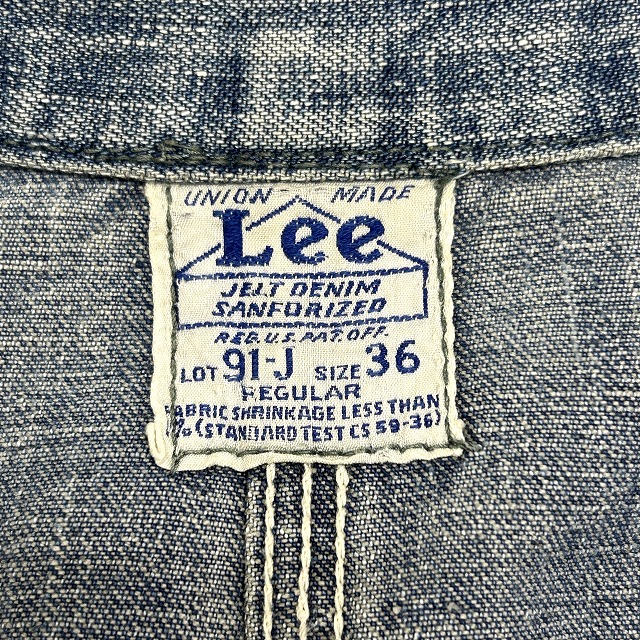 UNION MADE
Lee
JELT DENIM
SANFORIZED
REG. U.S. PAT. OFF.
LOT 91-J SIZE 36
REGULAR
FABRIC SHRINKAGE LESS THAN
% (STANDARD TEST CS 59-36)